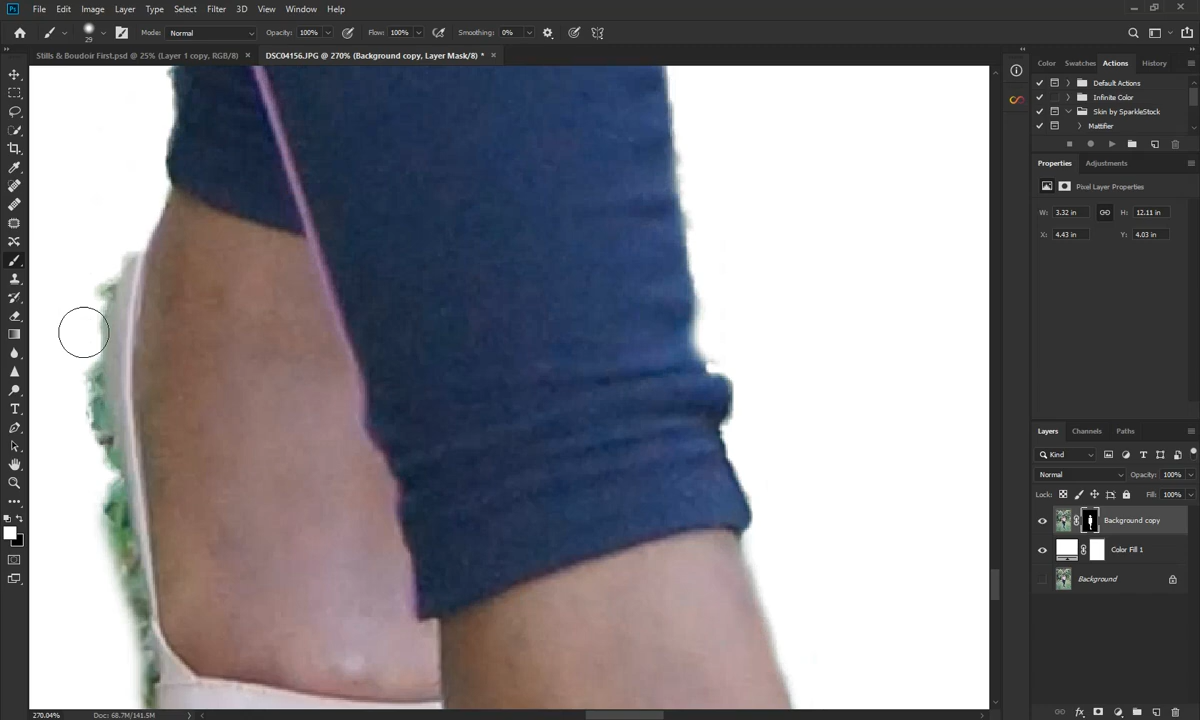 File Edit Image Layer Type Select Filter 3D View Window Help
29 Mode: Normal Opacity: 100% Flow: 100% Smoothing: 0%
Stills & Boudoir First.psd @ 25% (Layer 1 copy, RGB/8) × DSC04156.JPG @ 270% (Background copy, Layer Mask/8) * ×
Color Swatches Actions History
Default Actions
Infinite Color
Skin by SparkleStock
Mattifier
Properties Adjustments
Pixel Layer Properties
W: 3.32 in H: 12.11 in
X: 4.43 in Y: 4.03 in
Layers Channels Paths
Kind
Normal Opacity: 100%
Lock: Fill: 100%
Background copy
Color Fill 1
Background
270.04% Doc: 68.7M/141.5M
fx